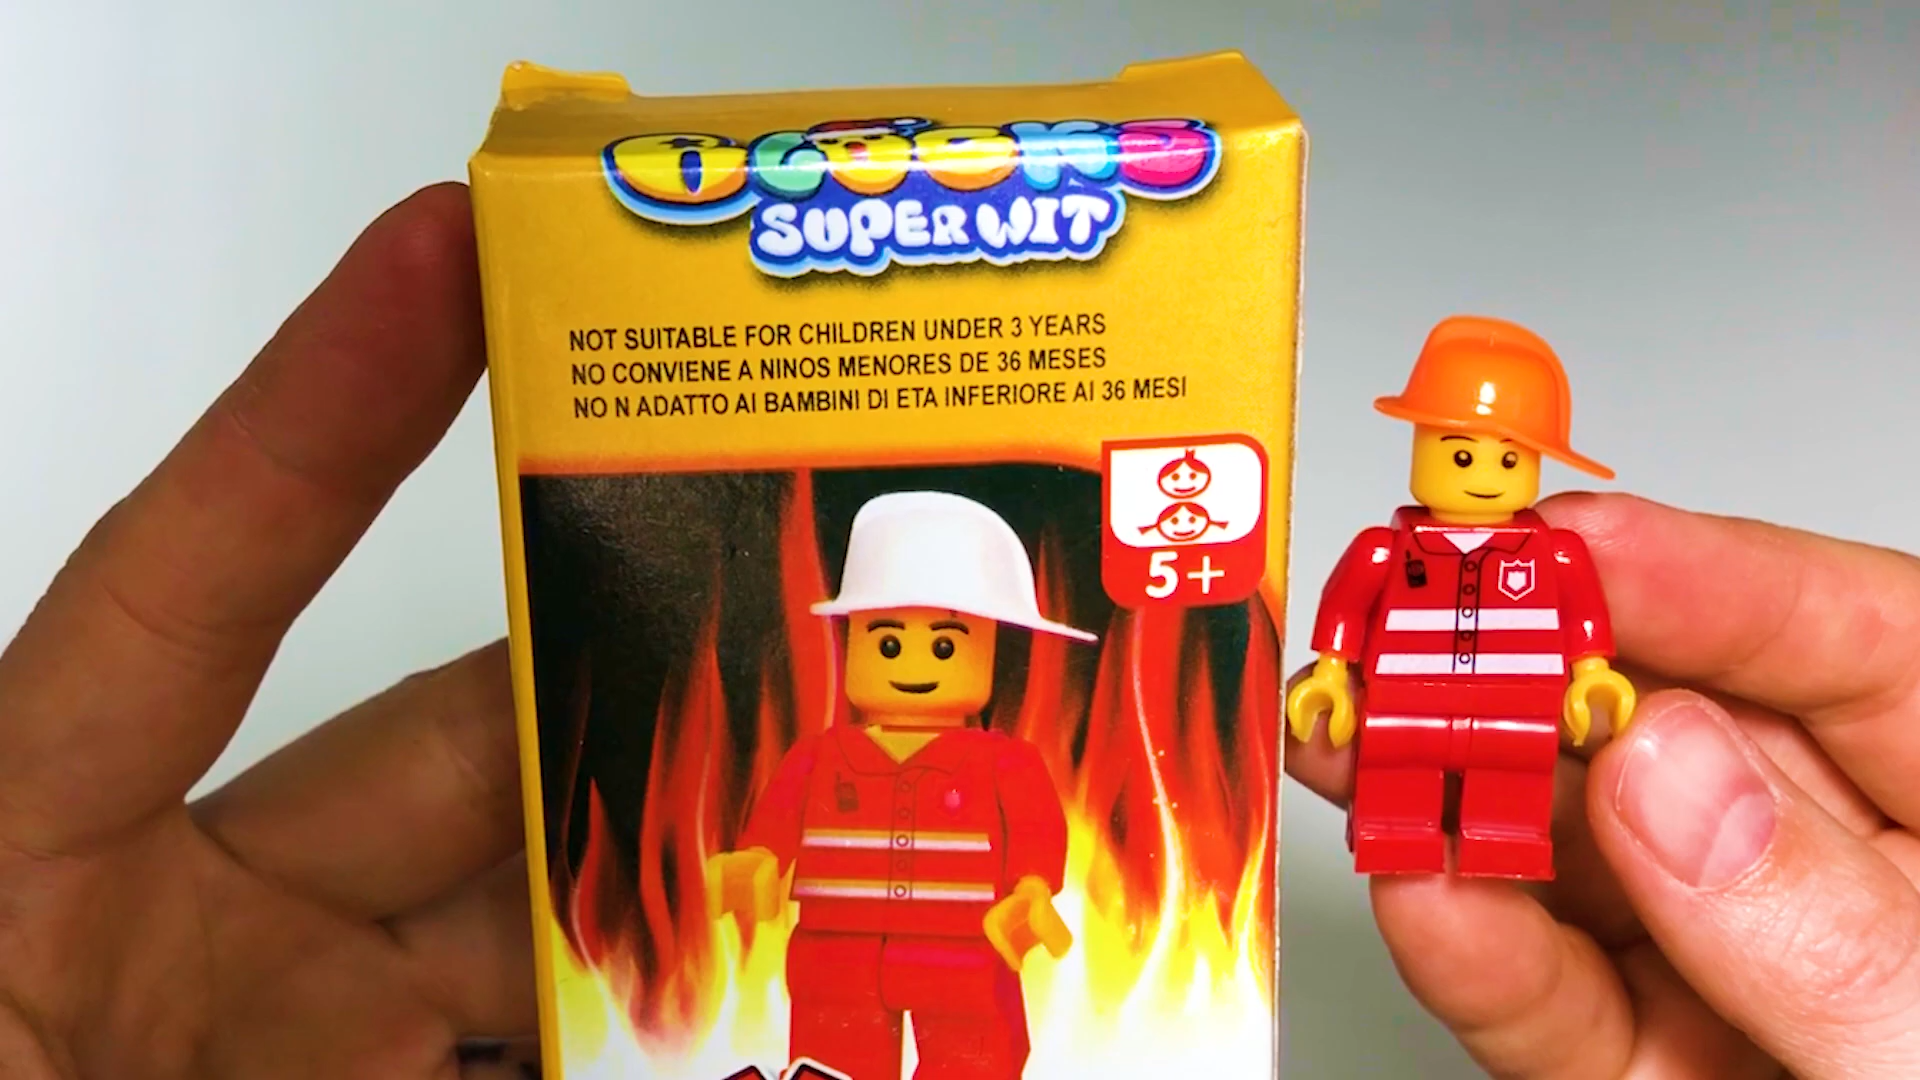 BLOCKS
SUPER WIT
NOT SUITABLE FOR CHILDREN UNDER 3 YEARS
NO CONVIENE A NINOS MENORES DE 36 MESES
NO N ADATTO AI BAMBINI DI ETA INFERIORE AI 36 MESI
5+